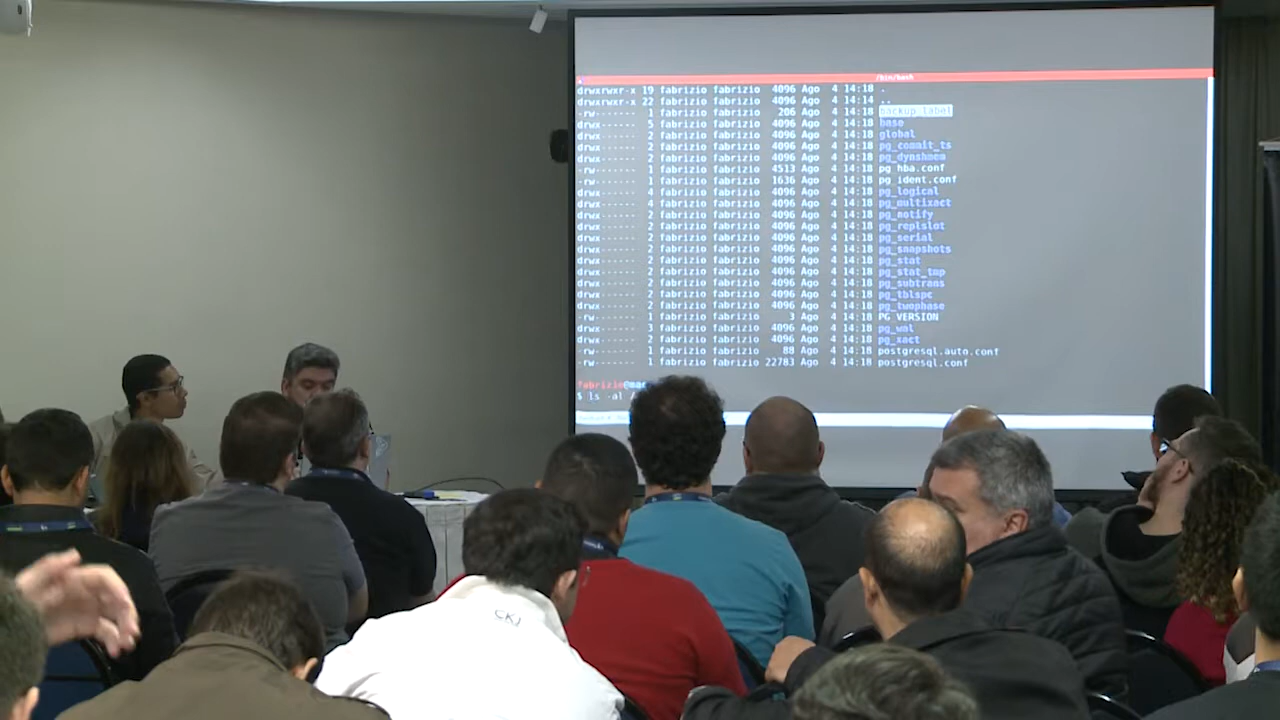 /bin/bash
drwxrwxr-x 19 fabrizio fabrizio 4096 Ago 4 14:18 .
drwxrwxr-x 22 fabrizio fabrizio 4096 Ago 4 14:14 ..
-rw------- 1 fabrizio fabrizio 206 Ago 4 14:18 backup_label
drwx------ 5 fabrizio fabrizio 4096 Ago 4 14:18 base
drwx------ 2 fabrizio fabrizio 4096 Ago 4 14:18 global
drwx------ 2 fabrizio fabrizio 4096 Ago 4 14:18 pg_commit_ts
drwx------ 2 fabrizio fabrizio 4096 Ago 4 14:18 pg_dynshmem
-rw------- 1 fabrizio fabrizio 4513 Ago 4 14:18 pg_hba.conf
-rw------- 1 fabrizio fabrizio 1636 Ago 4 14:18 pg_ident.conf
drwx------ 4 fabrizio fabrizio 4096 Ago 4 14:18 pg_logical
drwx------ 4 fabrizio fabrizio 4096 Ago 4 14:18 pg_multixact
drwx------ 2 fabrizio fabrizio 4096 Ago 4 14:18 pg_notify
drwx------ 2 fabrizio fabrizio 4096 Ago 4 14:18 pg_replslot
drwx------ 2 fabrizio fabrizio 4096 Ago 4 14:18 pg_serial
drwx------ 2 fabrizio fabrizio 4096 Ago 4 14:18 pg_snapshots
drwx------ 2 fabrizio fabrizio 4096 Ago 4 14:18 pg_stat
drwx------ 2 fabrizio fabrizio 4096 Ago 4 14:18 pg_stat_tmp
drwx------ 2 fabrizio fabrizio 4096 Ago 4 14:18 pg_subtrans
drwx------ 2 fabrizio fabrizio 4096 Ago 4 14:18 pg_tblspc
drwx------ 2 fabrizio fabrizio 4096 Ago 4 14:18 pg_twophase
-rw------- 1 fabrizio fabrizio 3 Ago 4 14:18 PG_VERSION
drwx------ 3 fabrizio fabrizio 4096 Ago 4 14:18 pg_wal
drwx------ 2 fabrizio fabrizio 4096 Ago 4 14:18 pg_xact
-rw------- 1 fabrizio fabrizio 88 Ago 4 14:18 postgresql.auto.conf
-rw------- 1 fabrizio fabrizio 22783 Ago 4 14:18 postgresql.conf
fabrizio@mac
$ ls -al
CKJ